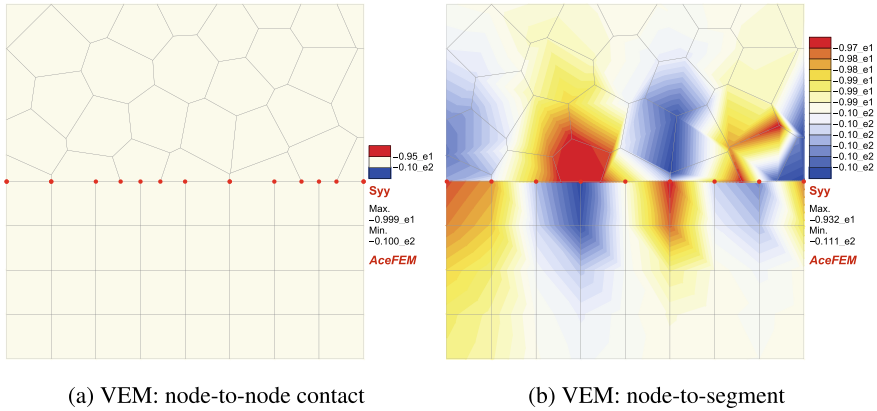 -0.95_e1
-0.10_e2
Syy
Max.
-0.999_e1
Min.
-0.100_e2
AceFEM
-0.97_e1
-0.98_e1
-0.98_e1
-0.99_e1
-0.99_e1
-0.99_e1
-0.10_e2
-0.10_e2
-0.10_e2
-0.10_e2
-0.10_e2
-0.10_e2
Syy
Max.
-0.932_e1
Min.
-0.111_e2
AceFEM
(a) VEM: node-to-node contact
(b) VEM: node-to-segment